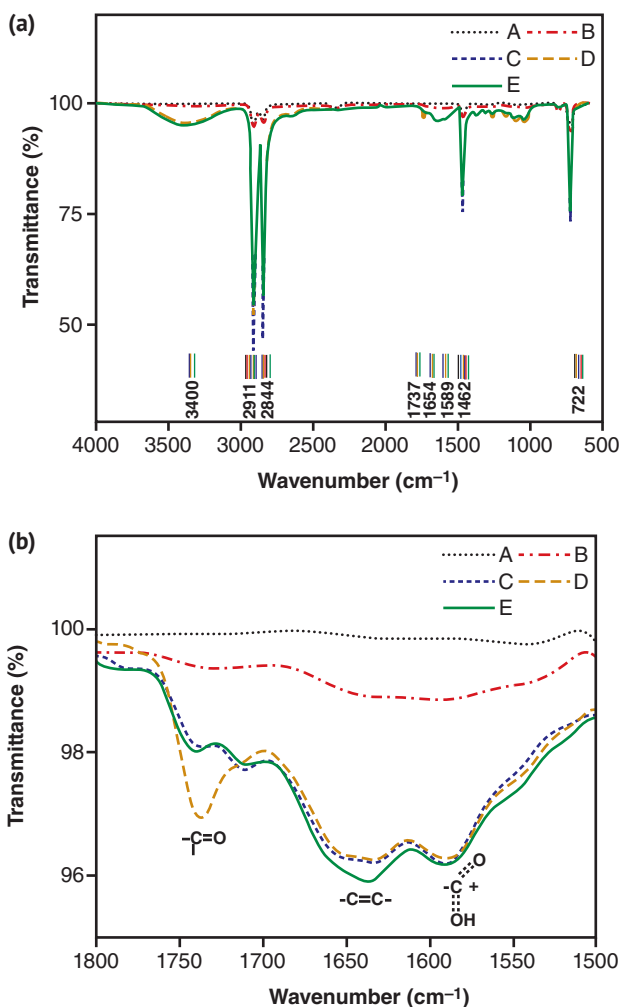 (a)
A B
C D
E
100
75
50
Transmittance (%)
3400
2911
2844
1737
1654
1589
1462
722
4000 3500 3000 2500 2000 1500 1000 500
Wavenumber (cm⁻¹)
(b)
A B
C D
E
100
98
96
Transmittance (%)
-C=O
-C=C-
O
-C +
OH
1800 1750 1700 1650 1600 1550 1500
Wavenumber (cm⁻¹)